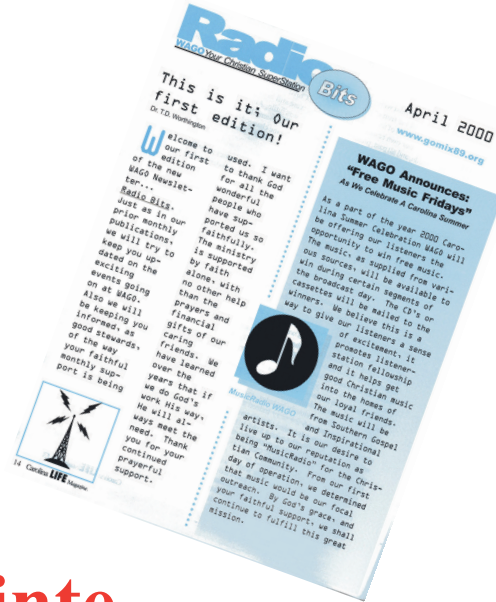 Radio
Bits
WAGO Your Christian SuperStation
April 2000
www.gomix89.org
This is it; Our
first edition!
Dr. T.D. Worthington
Welcome to
our first
edition
of the new
WAGO Newslet-
ter...
Radio Bits.
Just as in our
prior monthly
publications,
we will try to
keep you up-
dated on the
exciting
events going
on at WAGO.
Also we will
be keeping you
informed, as
good stewards,
of the way
your faithful
monthly sup-
port is being
used. I want
to thank God
for all the
wonderful
people who
have sup-
ported us so
faithfully.
The ministry
is supported
by faith
alone, with
no other help
than the
prayers and
financial
gifts of our
caring
friends. We
have learned
over the
years that if
we do God's
work His way,
He will al-
ways meet the
need. Thank
you for your
continued
prayerful
support.
WAGO Announces:
"Free Music Fridays"
As We Celebrate A Carolina Summer
As a part of the year 2000 Caro-
lina Summer Celebration WAGO will
be offering our listeners the
opportunity to win free music.
The music, as supplied from vari-
ous sources, will be available to
win during certain segments of
the broadcast day. The CD's or
cassettes will be mailed to the
winners. We believe this is a
way to give our listeners a sense
of excitement, it
promotes listener-
station fellowship
and it helps get
good Christian music
into the homes of
our loyal friends.
The music will be
from Southern Gospel
and Inspirational
artists. It is our desire to
live up to our reputation as
being "MusicRadio" for the Chris-
tian Community. From our first
day of operation, we determined
that music would be our focal
outreach. By God's grace, and
your faithful support, we shall
continue to fulfill this great
mission.
MusicRadio WAGO
14 Carolina LIFE Magazine